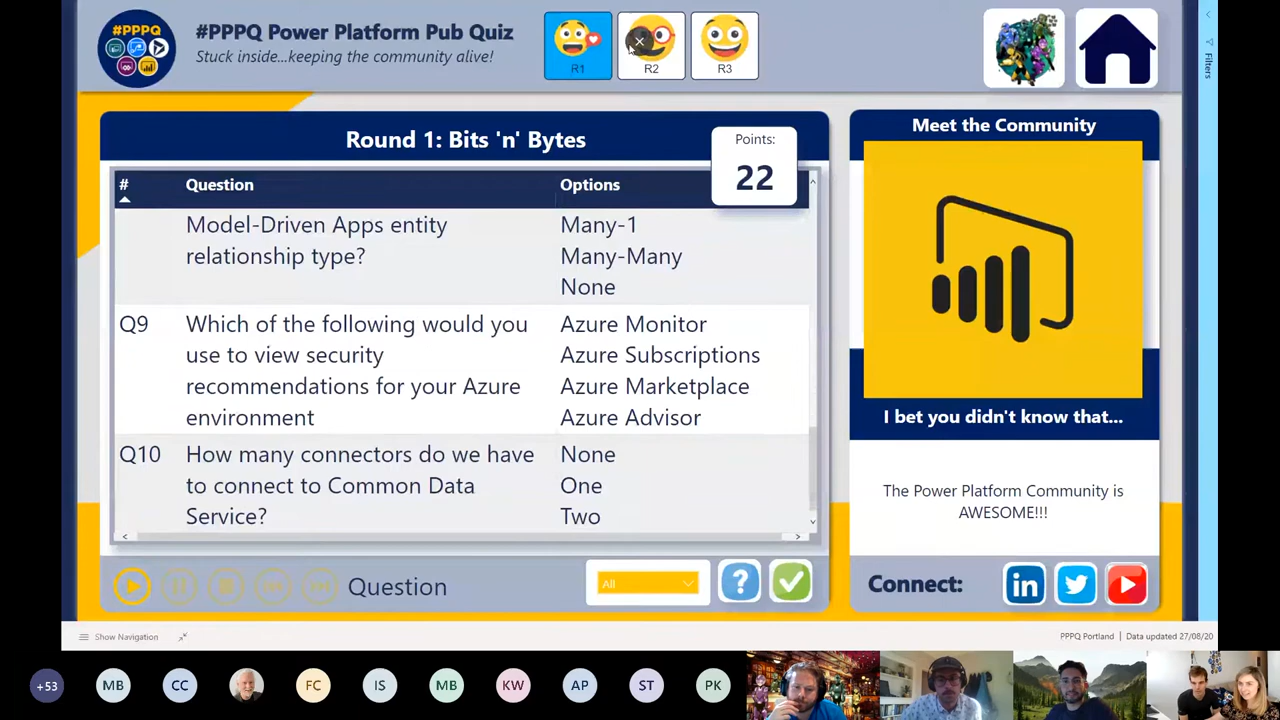 #PPPQ
#PPPQ Power Platform Pub Quiz
Stuck inside...keeping the community alive!
R1
R2
R3
Filters
Round 1: Bits 'n' Bytes
Points:
22
# Question Options
Model-Driven Apps entity
relationship type?
Many-1
Many-Many
None
Q9 Which of the following would you
use to view security
recommendations for your Azure
environment
Azure Monitor
Azure Subscriptions
Azure Marketplace
Azure Advisor
Q10 How many connectors do we have
to connect to Common Data
Service?
None
One
Two
Question
All
?
Meet the Community
I bet you didn't know that...
The Power Platform Community is
AWESOME!!!
Connect:
in
Show Navigation
PPPQ Portland | Data updated 27/08/20
+53
MB
CC
FC
IS
MB
KW
AP
ST
PK